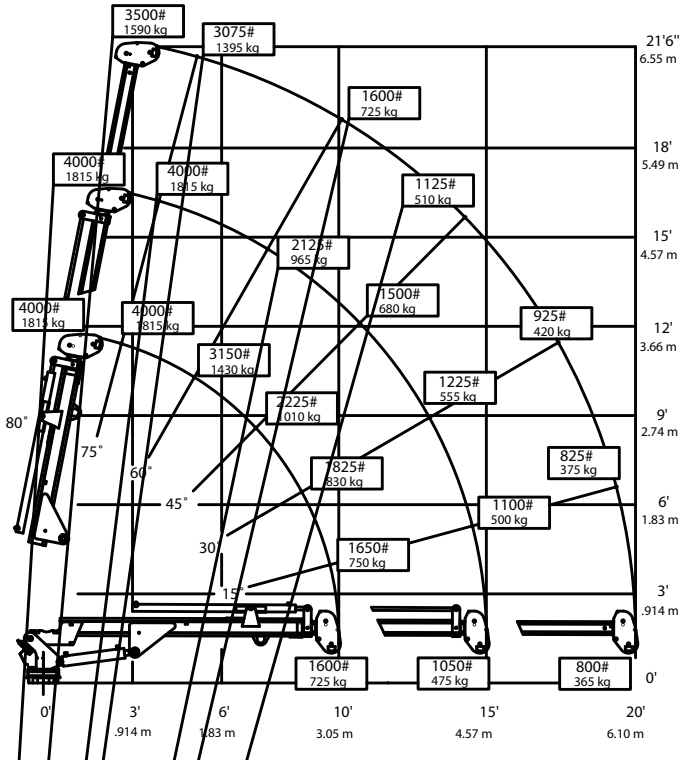 3500#
1590 kg
3075#
1395 kg
21'6"
6.55 m
1600#
725 kg
18'
5.49 m
4000#
1815 kg
4000#
1815 kg
1125#
510 kg
15'
4.57 m
2125#
965 kg
1500#
680 kg
4000#
1815 kg
4000#
1815 kg
925#
420 kg
12'
3.66 m
3150#
1430 kg
1225#
555 kg
2225#
1010 kg
9'
2.74 m
80°
75°
60°
1825#
830 kg
825#
375 kg
45°
1100#
500 kg
6'
1.83 m
30°
1650#
750 kg
15°
3'
.914 m
1600#
725 kg
1050#
475 kg
800#
365 kg
0'
0'
3'
6'
10'
15'
20'
.914 m
1.83 m
3.05 m
4.57 m
6.10 m